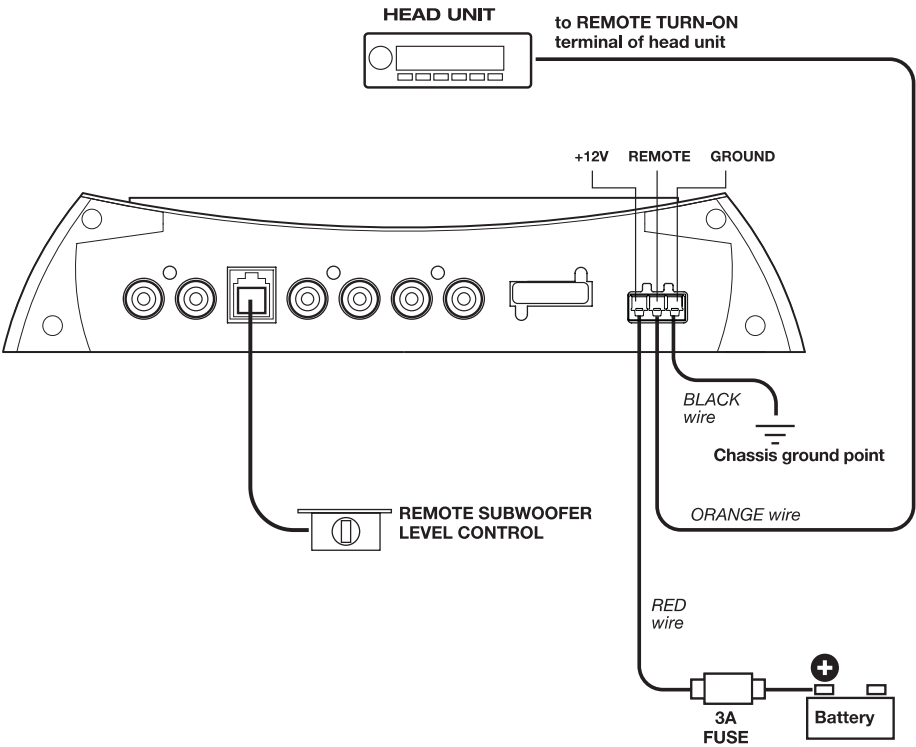 HEAD UNIT
to REMOTE TURN-ON
terminal of head unit
+12V REMOTE GROUND
BLACK
wire
Chassis ground point
ORANGE wire
REMOTE SUBWOOFER
LEVEL CONTROL
RED
wire
3A
FUSE
Battery